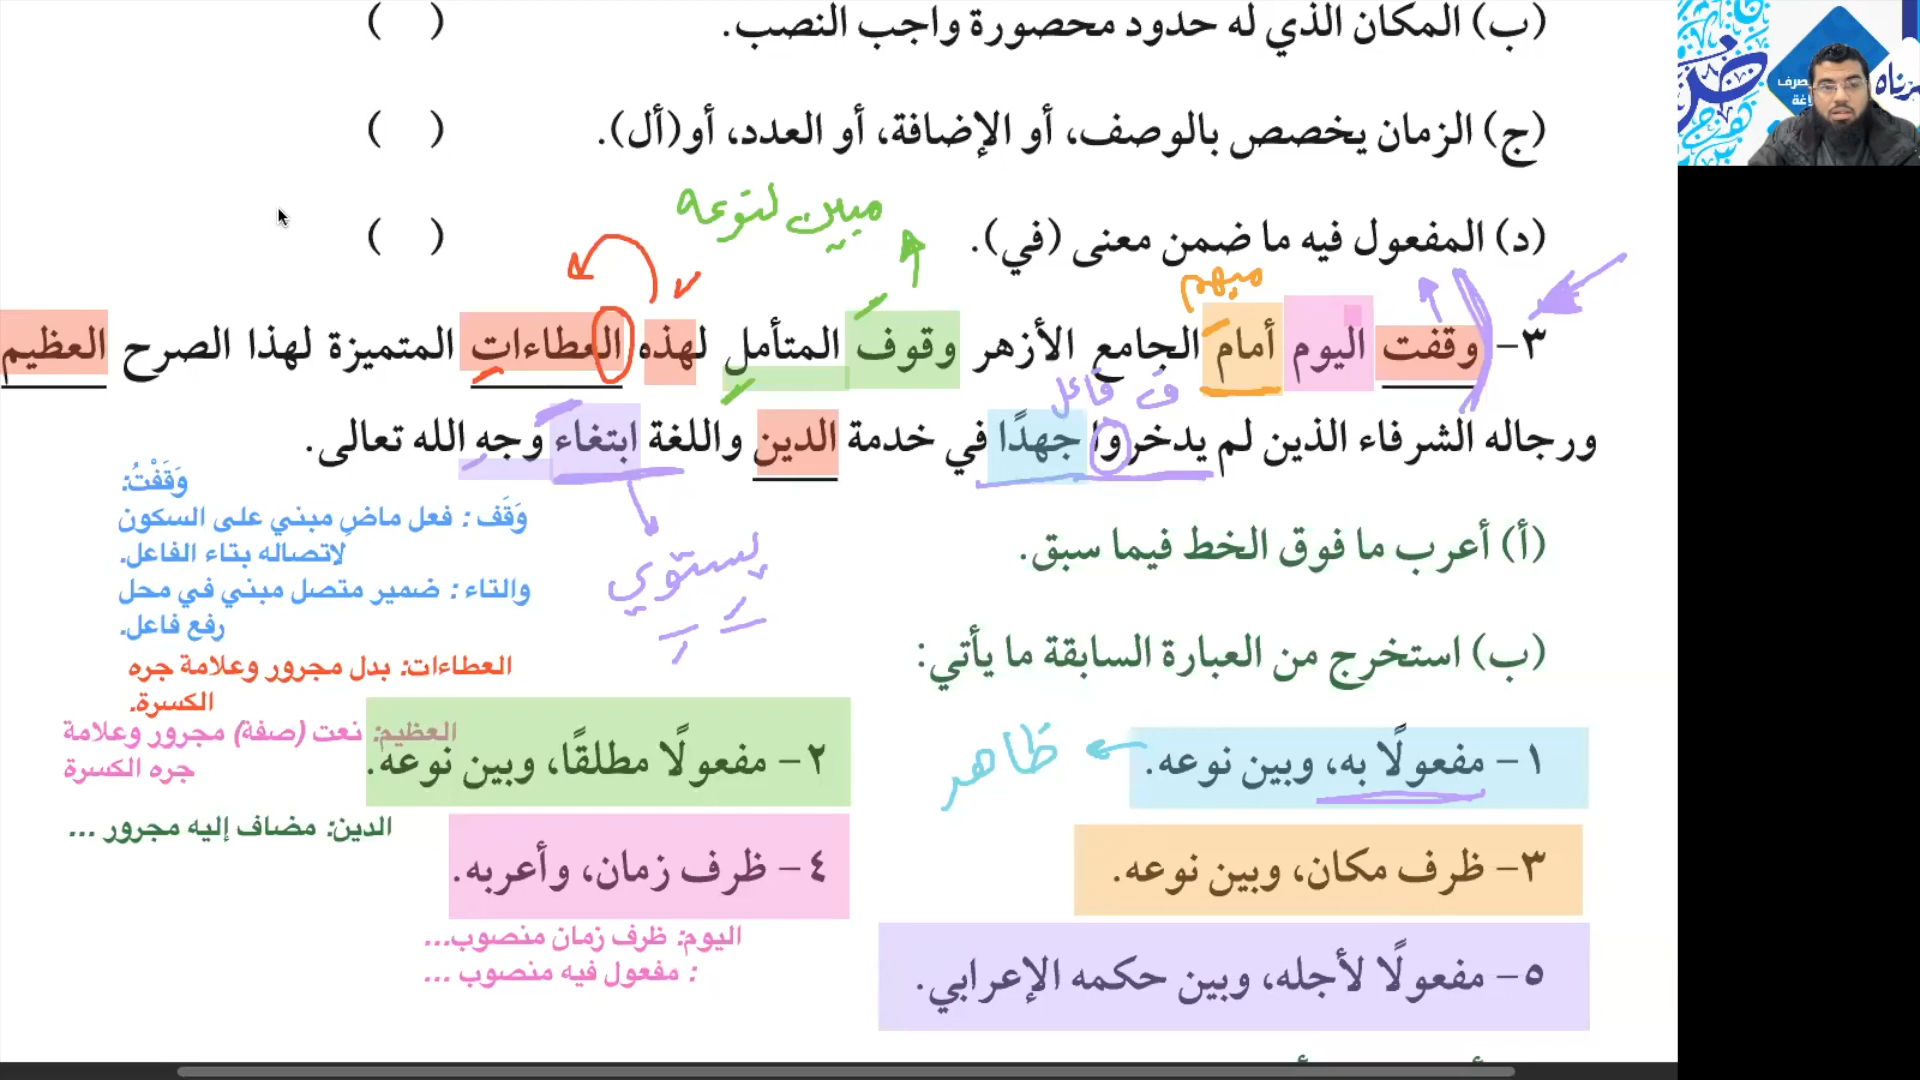 (ب) المكان الذي له حدود محصورة واجب النصب. ( )
(ج) الزمان يخصص بالوصف، أو الإضافة، أو العدد، أو(أل). ( )
مبين لنوعه
(د) المفعول فيه ما ضمن معنى (في). ( )
مبهم
٣- وقفت اليوم أمام الجامع الأزهر وقوف المتأمل لهذه العطاءات المتميزة لهذا الصرح العظيم
ف فاعل
ورجاله الشرفاء الذين لم يدخروا جهدًا في خدمة الدين واللغة ابتغاء وجه الله تعالى.
(أ) أعرب ما فوق الخط فيما سبق.
يستوي
وَقَفْتُ:
وَقَف : فعل ماضٍ مبني على السكون
لاتصاله بتاء الفاعل.
والتاء : ضمير متصل مبني في محل
رفع فاعل.
العطاءات: بدل مجرور وعلامة جره
الكسرة.
العظيم: نعت (صفة) مجرور وعلامة
جره الكسرة
الدين: مضاف إليه مجرور ...
(ب) استخرج من العبارة السابقة ما يأتي:
١- مفعولًا به، وبين نوعه.
ظاهر
٢- مفعولًا مطلقًا، وبين نوعه.
٣- ظرف مكان، وبين نوعه.
٤- ظرف زمان، وأعربه.
اليوم: ظرف زمان منصوب...
: مفعول فيه منصوب ...
٥- مفعولًا لأجله، وبين حكمه الإعرابي.